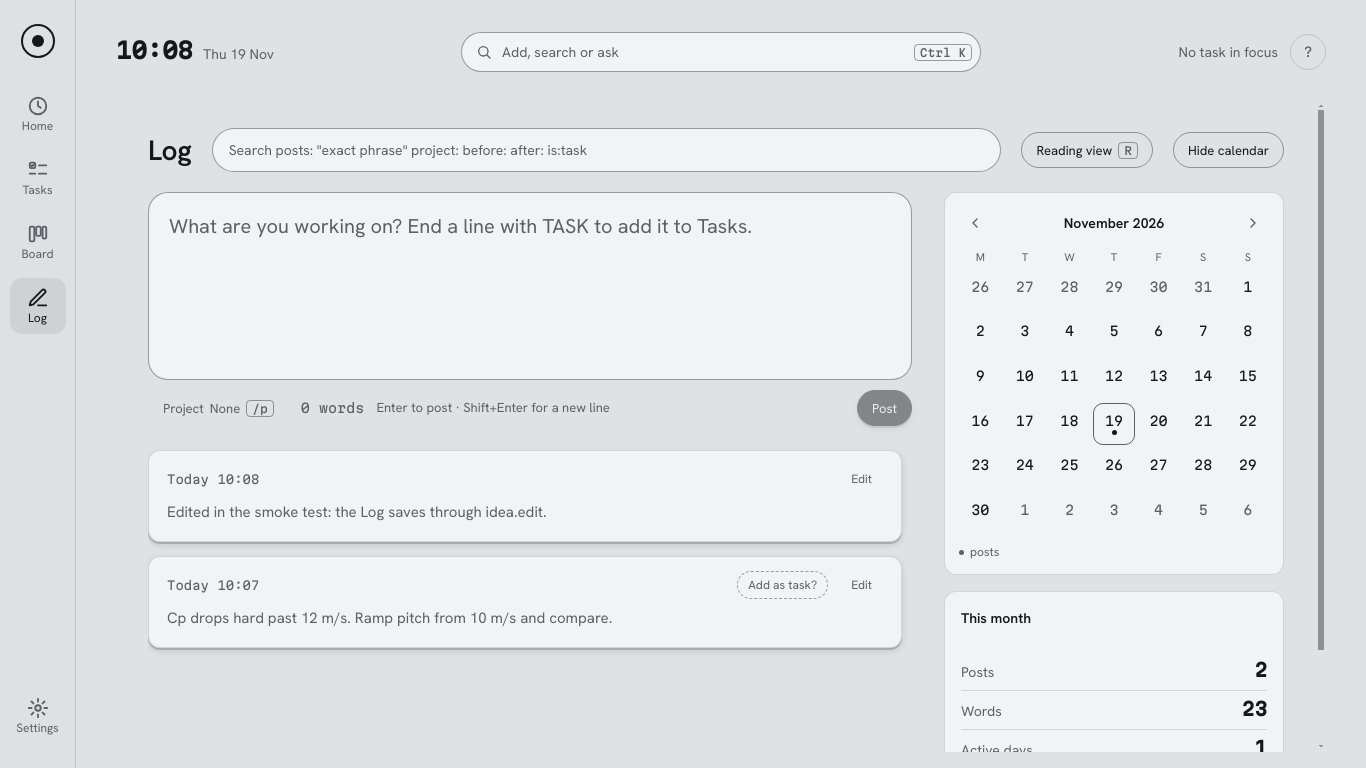 10:08 Thu 19 Nov
Add, search or ask Ctrl K
No task in focus ?
Home
Tasks
Board
Log
Settings
Log
Search posts: "exact phrase" project: before: after: is:task
Reading view R
Hide calendar
What are you working on? End a line with TASK to add it to Tasks.
Project None /p 0 words Enter to post · Shift+Enter for a new line
Post
Today 10:08 Edit
Edited in the smoke test: the Log saves through idea.edit.
Today 10:07 Add as task? Edit
Cp drops hard past 12 m/s. Ramp pitch from 10 m/s and compare.
November 2026
M T W T F S S
26 27 28 29 30 31 1
2 3 4 5 6 7 8
9 10 11 12 13 14 15
16 17 18 19 20 21 22
23 24 25 26 27 28 29
30 1 2 3 4 5 6
posts
This month
Posts 2
Words 23
Active days 1